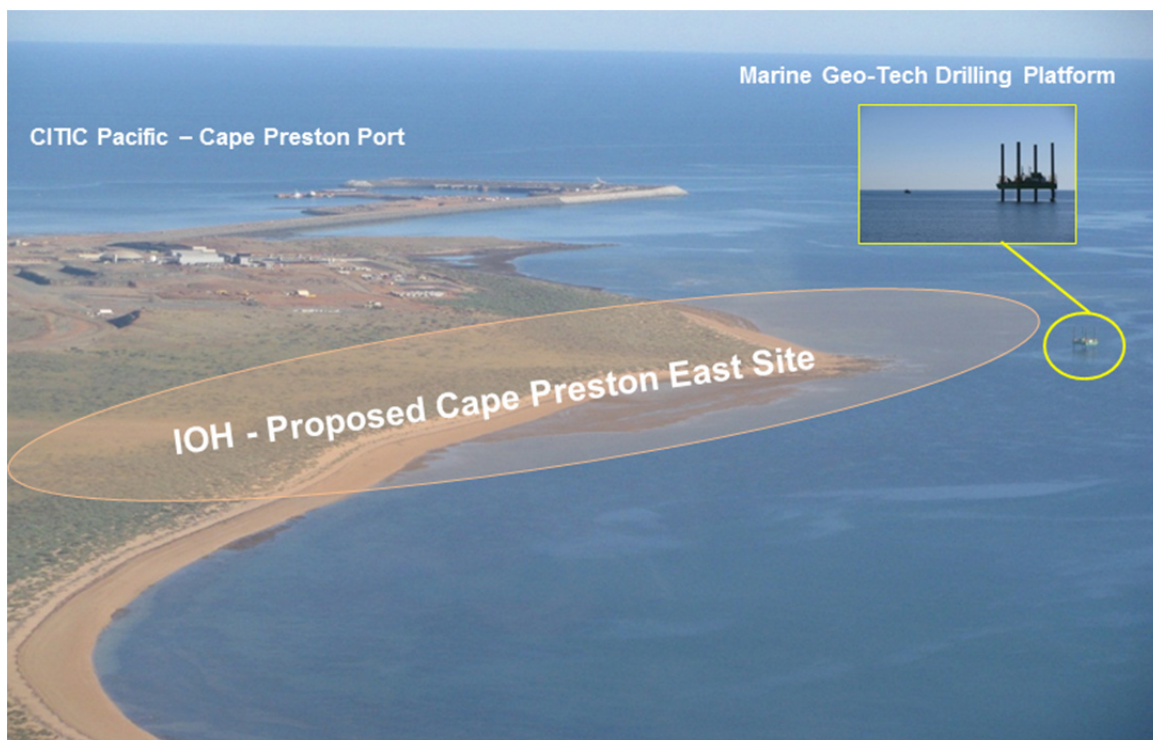 Marine Geo-Tech Drilling Platform
CITIC Pacific – Cape Preston Port
IOH - Proposed Cape Preston East Site